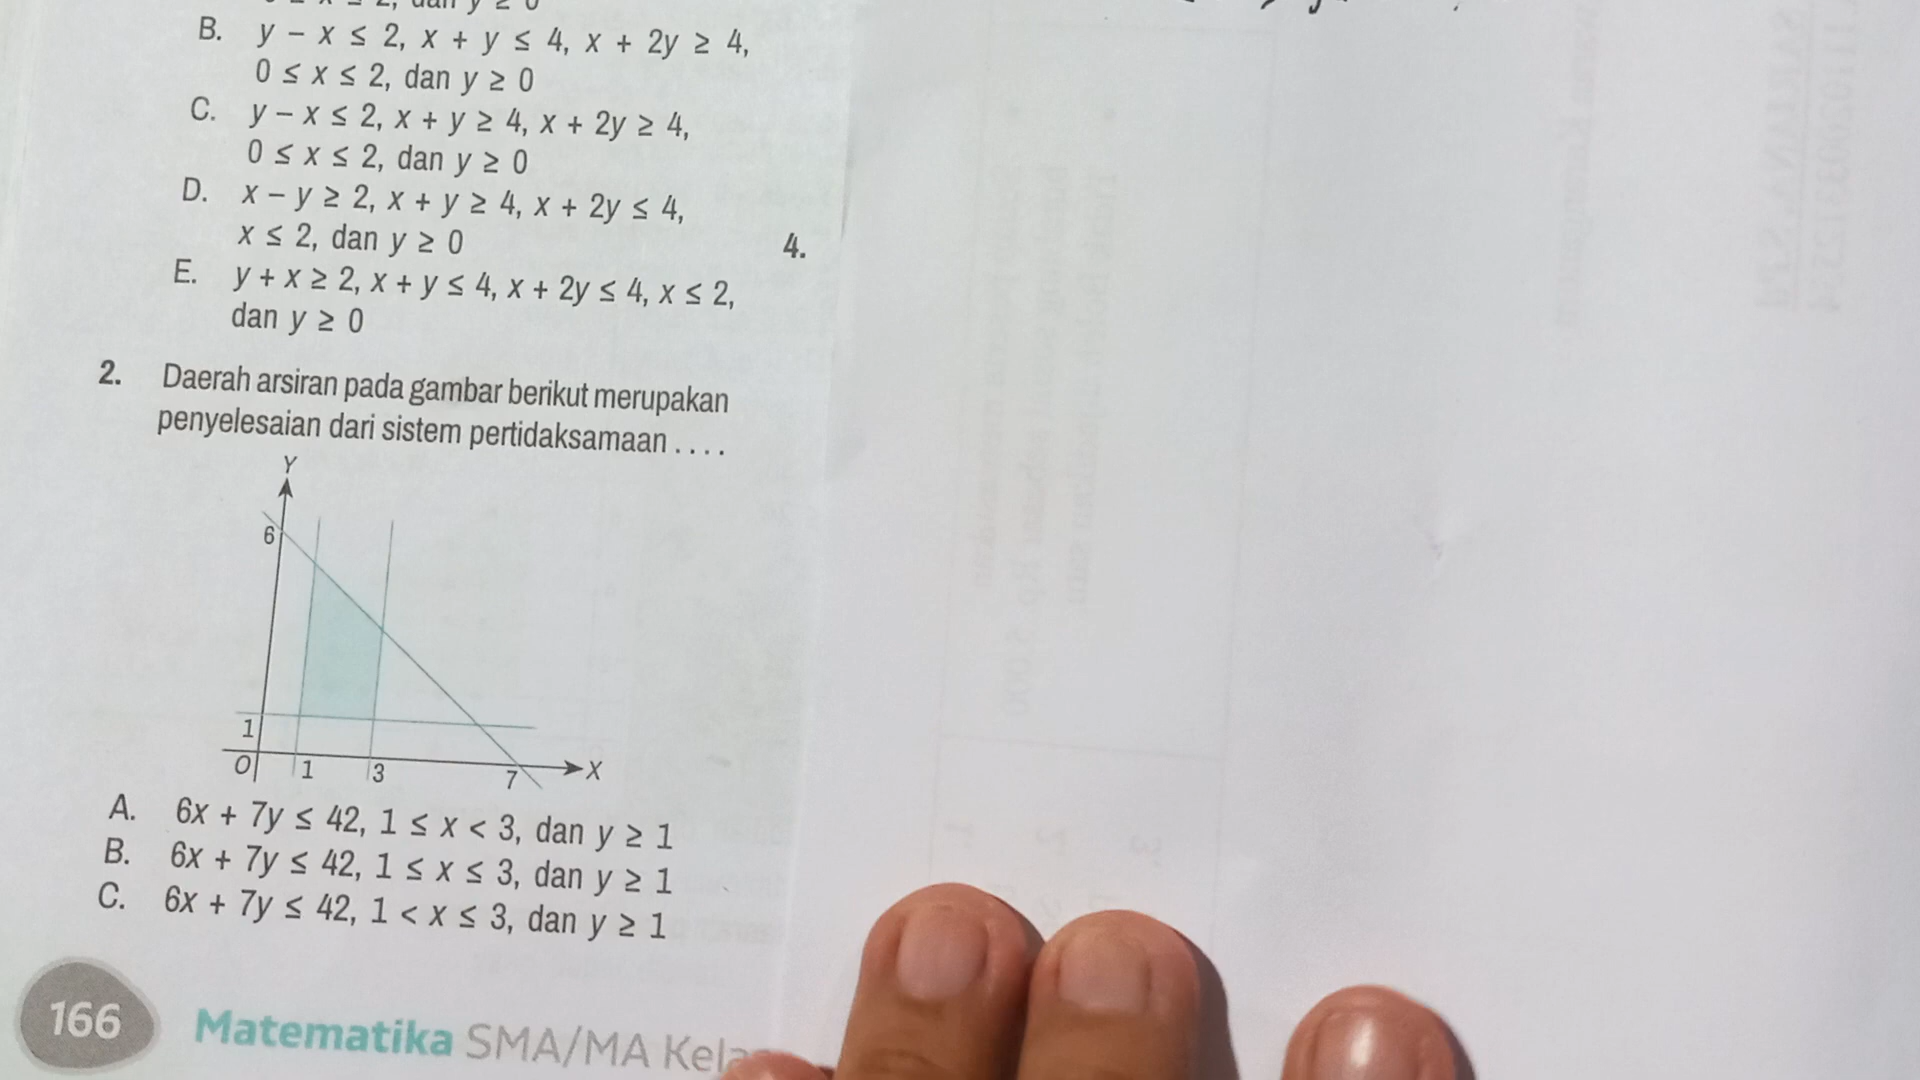 B. y – x ≤ 2, x + y ≤ 4, x + 2y ≥ 4,
0 ≤ x ≤ 2, dan y ≥ 0
C. y – x ≤ 2, x + y ≥ 4, x + 2y ≥ 4,
0 ≤ x ≤ 2, dan y ≥ 0
D. x – y ≥ 2, x + y ≥ 4, x + 2y ≤ 4,
x ≤ 2, dan y ≥ 0
E. y + x ≥ 2, x + y ≤ 4, x + 2y ≤ 4, x ≤ 2,
dan y ≥ 0
2. Daerah arsiran pada gambar berikut merupakan
penyelesaian dari sistem pertidaksamaan . . . .
Y
6
1
O 1 3 7 X
A. 6x + 7y ≤ 42, 1 ≤ x < 3, dan y ≥ 1
B. 6x + 7y ≤ 42, 1 ≤ x ≤ 3, dan y ≥ 1
C. 6x + 7y ≤ 42, 1 < x ≤ 3, dan y ≥ 1
166 Matematika SMA/MA
4.